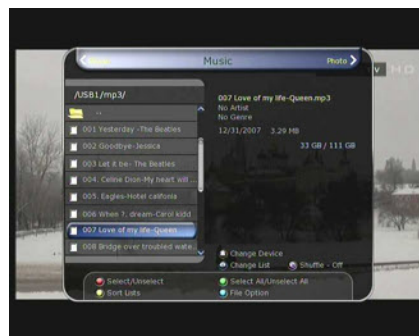 Music
Photo
/USB1/mp3/
..
001 Yesterday -The Beatles
002 Goodbye-Jessica
003 Let it be- The Beatles
004. Celine Dion-My heart will ...
005. Eagles-Hotel califonia
006 When ?, dream-Carol kidd
007 Love of my life-Queen
008 Bridge over troubled wate..
007 Love of my life-Queen.mp3
No Artist
No Genre
12/31/2007 3.29 MB
33 GB / 111 GB
Change Device
Change List
Shuffle - Off
Select/Unselect
Select All/Unselect All
Sort Lists
File Option
TV HD